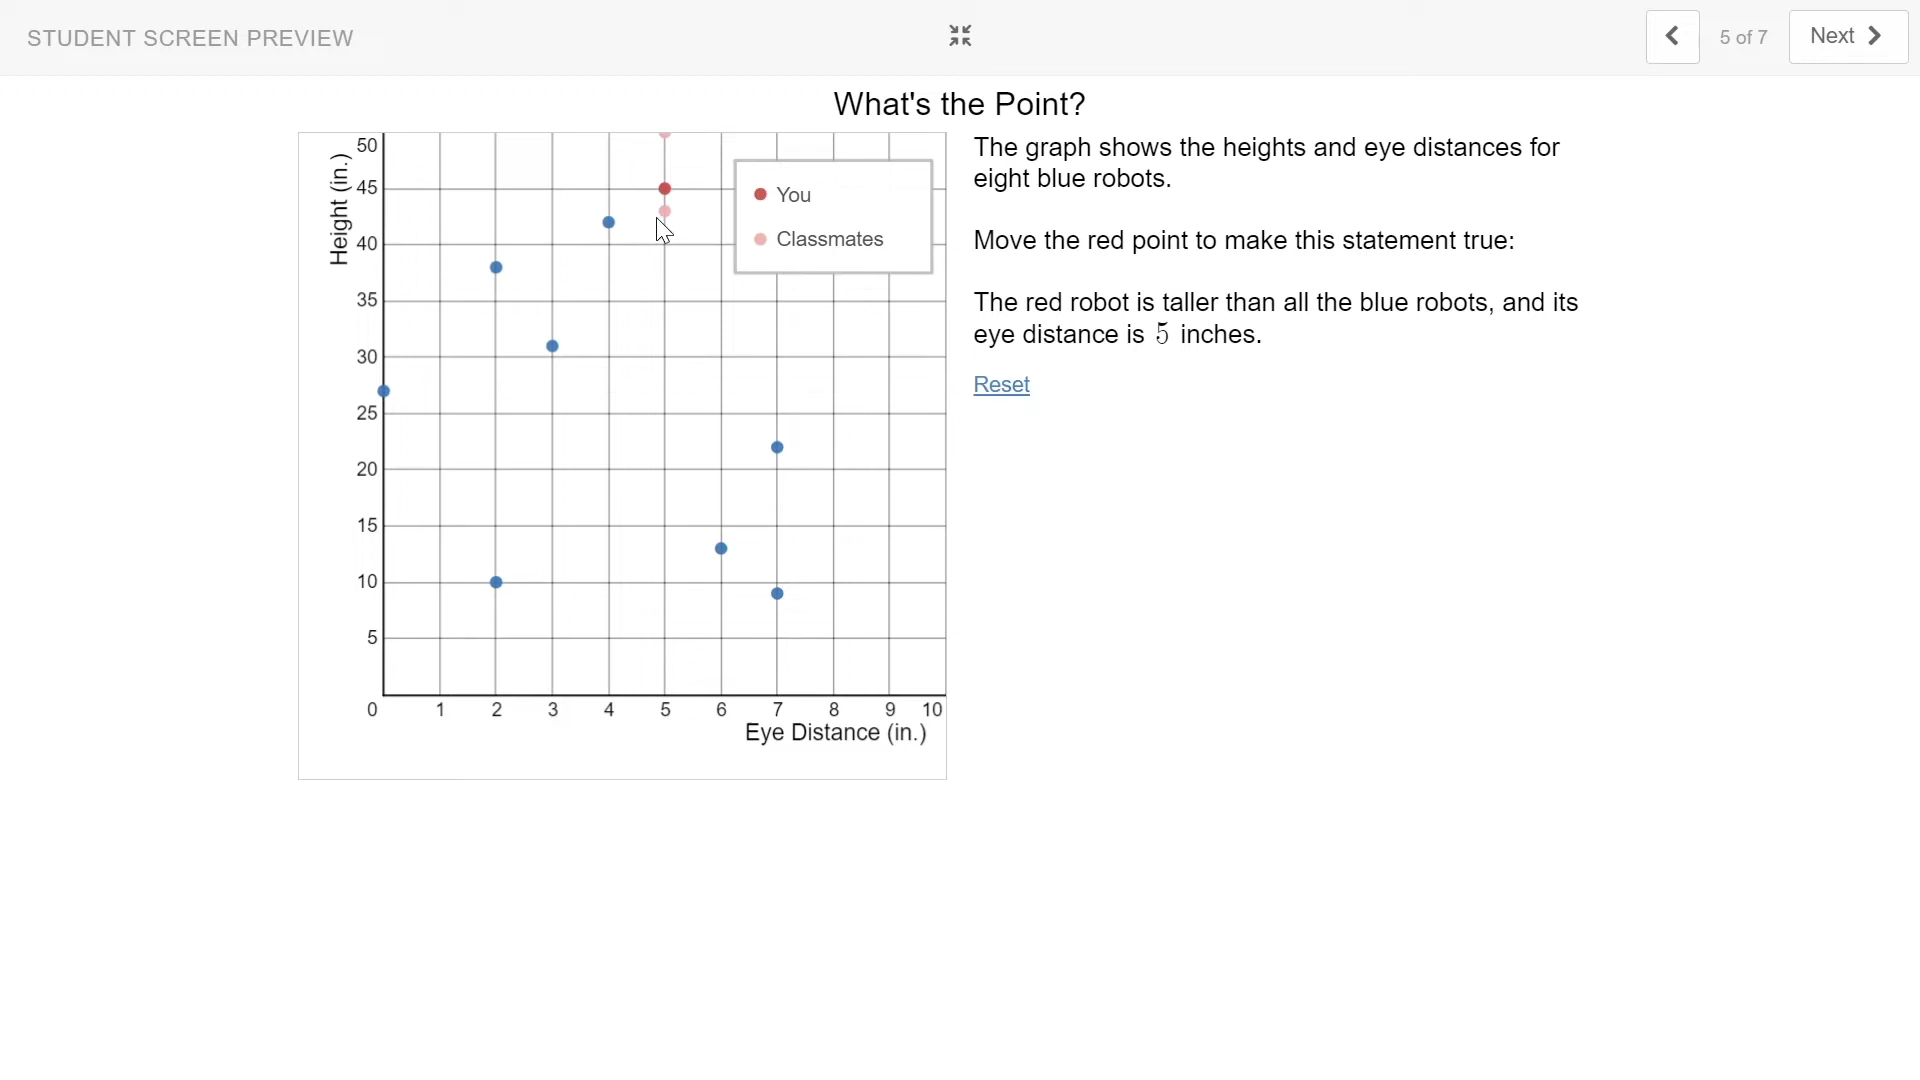 STUDENT SCREEN PREVIEW
5 of 7
Next
What's the Point?
Height (in.)
50
45
40
35
30
25
20
15
10
5
0 1 2 3 4 5 6 7 8 9 10
Eye Distance (in.)
You
Classmates
The graph shows the heights and eye distances for
eight blue robots.
Move the red point to make this statement true:
The red robot is taller than all the blue robots, and its
eye distance is 5 inches.
Reset